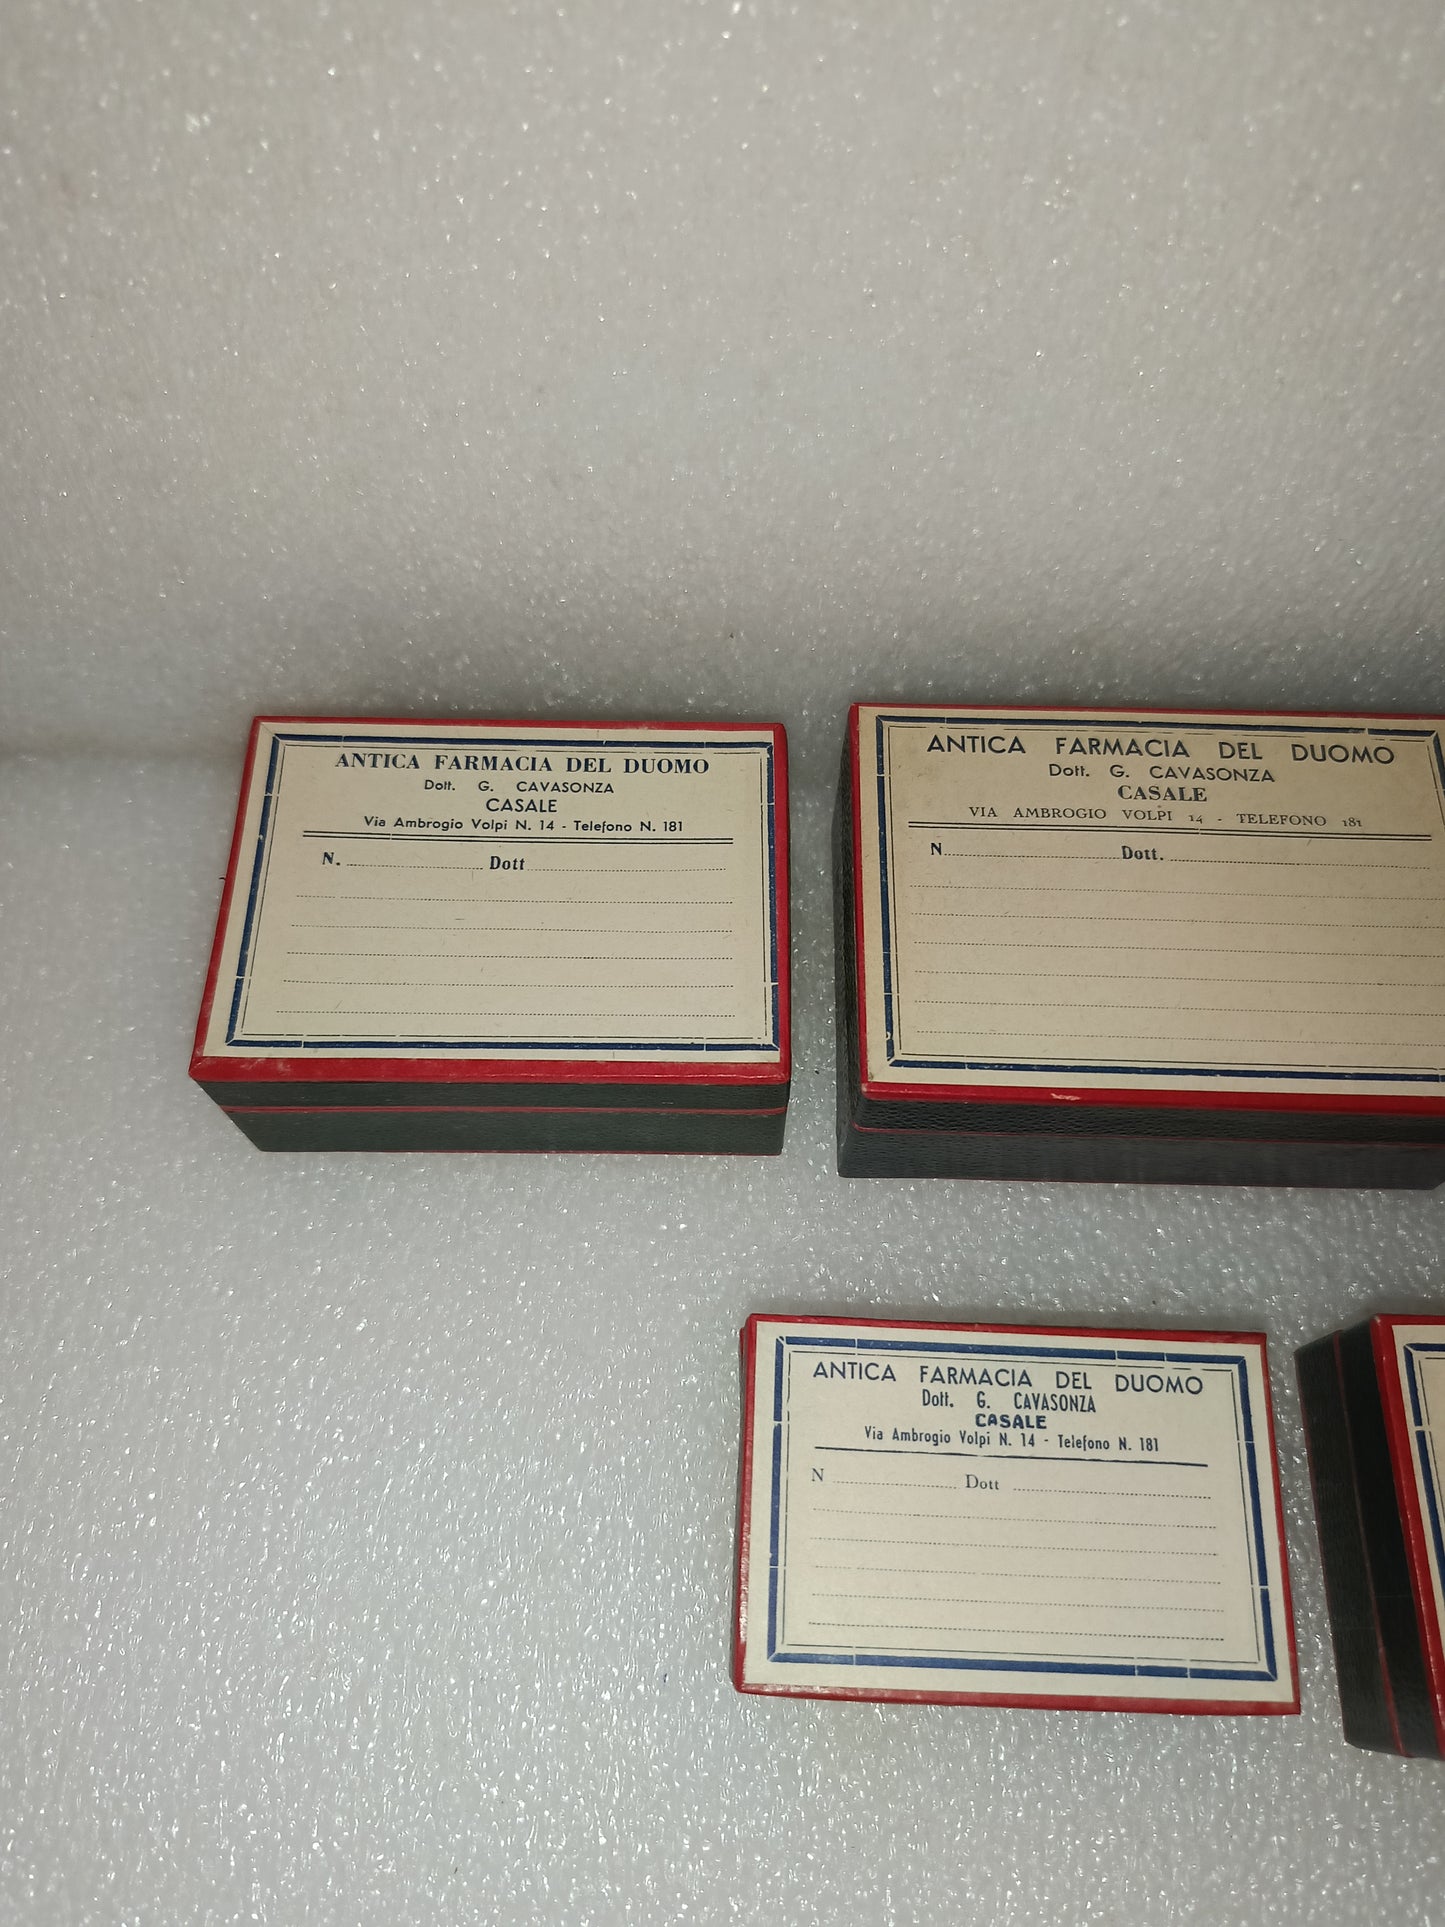 ANTICA FARMACIA DEL DUOMO
Dott. G. CAVASONZA
CASALE
Via Ambrogio Volpi N. 14 - Telefono N. 181
N. Dott
ANTICA FARMACIA DEL DUOMO
Dott. G. CAVASONZA
CASALE
VIA AMBROGIO VOLPI 14 - TELEFONO 181
N Dott.
ANTICA FARMACIA DEL DUOMO
Dott. G. CAVASONZA
CASALE
Via Ambrogio Volpi N. 14 - Telefono N. 181
N Dott